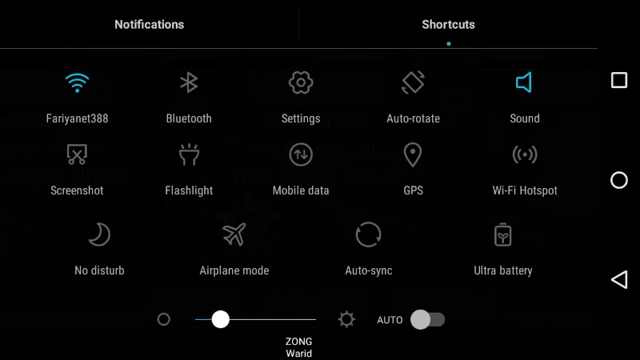 Notifications
Shortcuts
Fariyanet388
Bluetooth
Settings
Auto-rotate
Sound
Screenshot
Flashlight
Mobile data
GPS
Wi-Fi Hotspot
No disturb
Airplane mode
Auto-sync
Ultra battery
AUTO
ZONG
Warid